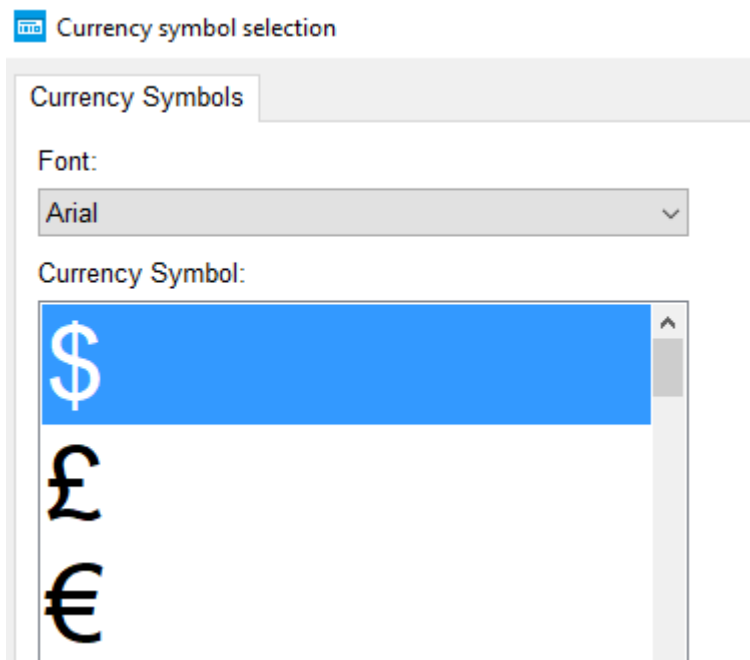 Currency symbol selection
Currency Symbols
Font:
Arial
Currency Symbol:
$
£
€